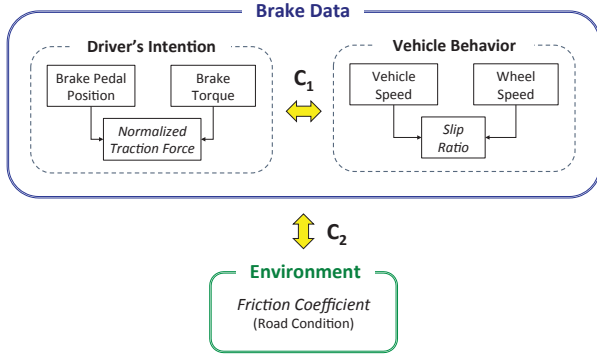 Brake Data
Driver's Intention
Brake Pedal
Position
Brake
Torque
Normalized
Traction Force
C1
Vehicle Behavior
Vehicle
Speed
Wheel
Speed
Slip
Ratio
C2
Environment
Friction Coefficient
(Road Condition)